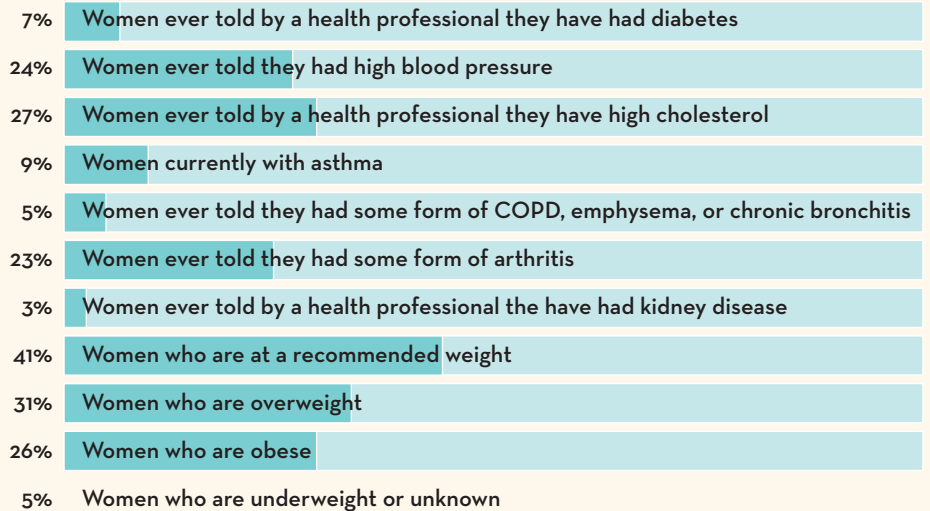 7% Women ever told by a health professional they have had diabetes
24% Women ever told they had high blood pressure
27% Women ever told by a health professional they have high cholesterol
9% Women currently with asthma
5% Women ever told they had some form of COPD, emphysema, or chronic bronchitis
23% Women ever told they had some form of arthritis
3% Women ever told by a health professional the have had kidney disease
41% Women who are at a recommended weight
31% Women who are overweight
26% Women who are obese
5% Women who are underweight or unknown